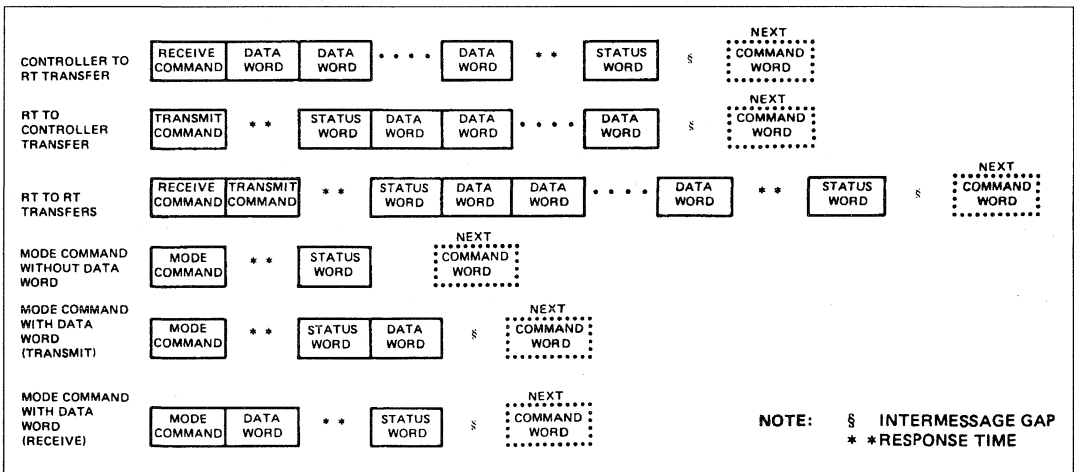 CONTROLLER TO
RT TRANSFER
RECEIVE
COMMAND
DATA
WORD
DATA
WORD
• • • •
DATA
WORD
* *
STATUS
WORD
§
NEXT
COMMAND
WORD
RT TO
CONTROLLER
TRANSFER
TRANSMIT
COMMAND
* *
STATUS
WORD
DATA
WORD
DATA
WORD
• • • •
DATA
WORD
§
NEXT
COMMAND
WORD
RT TO RT
TRANSFERS
RECEIVE
COMMAND
TRANSMIT
COMMAND
* *
STATUS
WORD
DATA
WORD
DATA
WORD
• • • •
DATA
WORD
* *
STATUS
WORD
§
NEXT
COMMAND
WORD
MODE COMMAND
WITHOUT DATA
WORD
MODE
COMMAND
* *
STATUS
WORD
NEXT
COMMAND
WORD
MODE COMMAND
WITH DATA
WORD
(TRANSMIT)
MODE
COMMAND
* *
STATUS
WORD
DATA
WORD
§
NEXT
COMMAND
WORD
MODE COMMAND
WITH DATA
WORD
(RECEIVE)
MODE
COMMAND
DATA
WORD
* *
STATUS
WORD
§
NEXT
COMMAND
WORD
NOTE: § INTERMESSAGE GAP
* * RESPONSE TIME